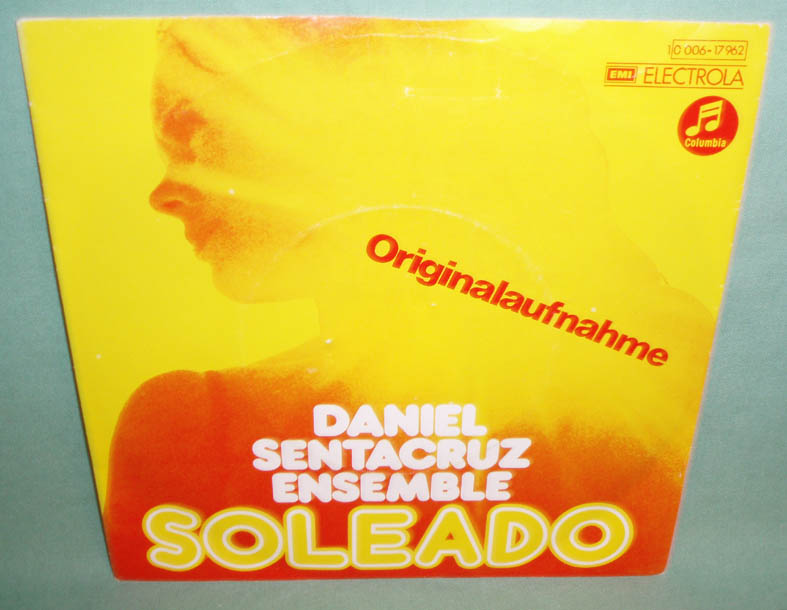 1C 006-17962
EMI ELECTROLA
Columbia
Originalaufnahme
DANIEL
SENTACRUZ
ENSEMBLE
SOLEADO